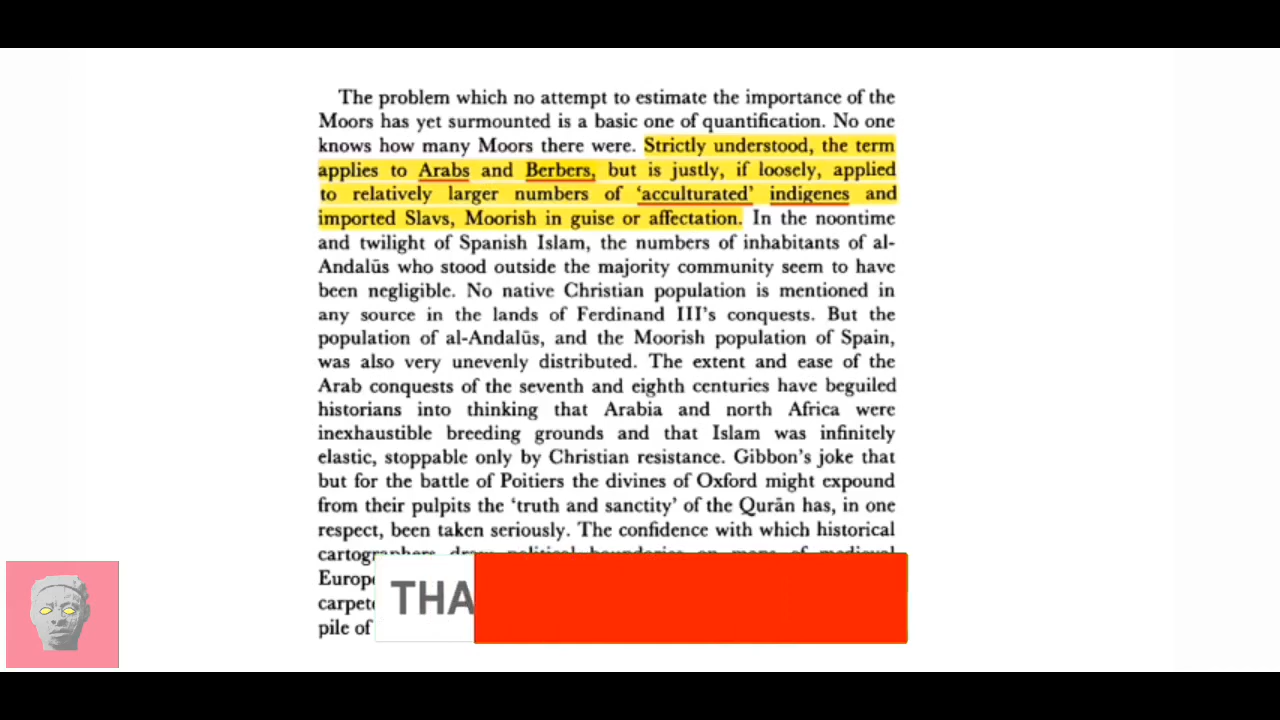 The problem which no attempt to estimate the importance of the
Moors has yet surmounted is a basic one of quantification. No one
knows how many Moors there were. Strictly understood, the term
applies to Arabs and Berbers, but is justly, if loosely, applied
to relatively larger numbers of ‘acculturated’ indigenes and
imported Slavs, Moorish in guise or affectation. In the noontime
and twilight of Spanish Islam, the numbers of inhabitants of al-
Andalūs who stood outside the majority community seem to have
been negligible. No native Christian population is mentioned in
any source in the lands of Ferdinand III's conquests. But the
population of al-Andalūs, and the Moorish population of Spain,
was also very unevenly distributed. The extent and ease of the
Arab conquests of the seventh and eighth centuries have beguiled
historians into thinking that Arabia and north Africa were
inexhaustible breeding grounds and that Islam was infinitely
elastic, stoppable only by Christian resistance. Gibbon's joke that
but for the battle of Poitiers the divines of Oxford might expound
from their pulpits the ‘truth and sanctity’ of the Qurān has, in one
respect, been taken seriously. The confidence with which historical
cartographers draw political boundaries on maps of medieval
Europe
pile of
THA